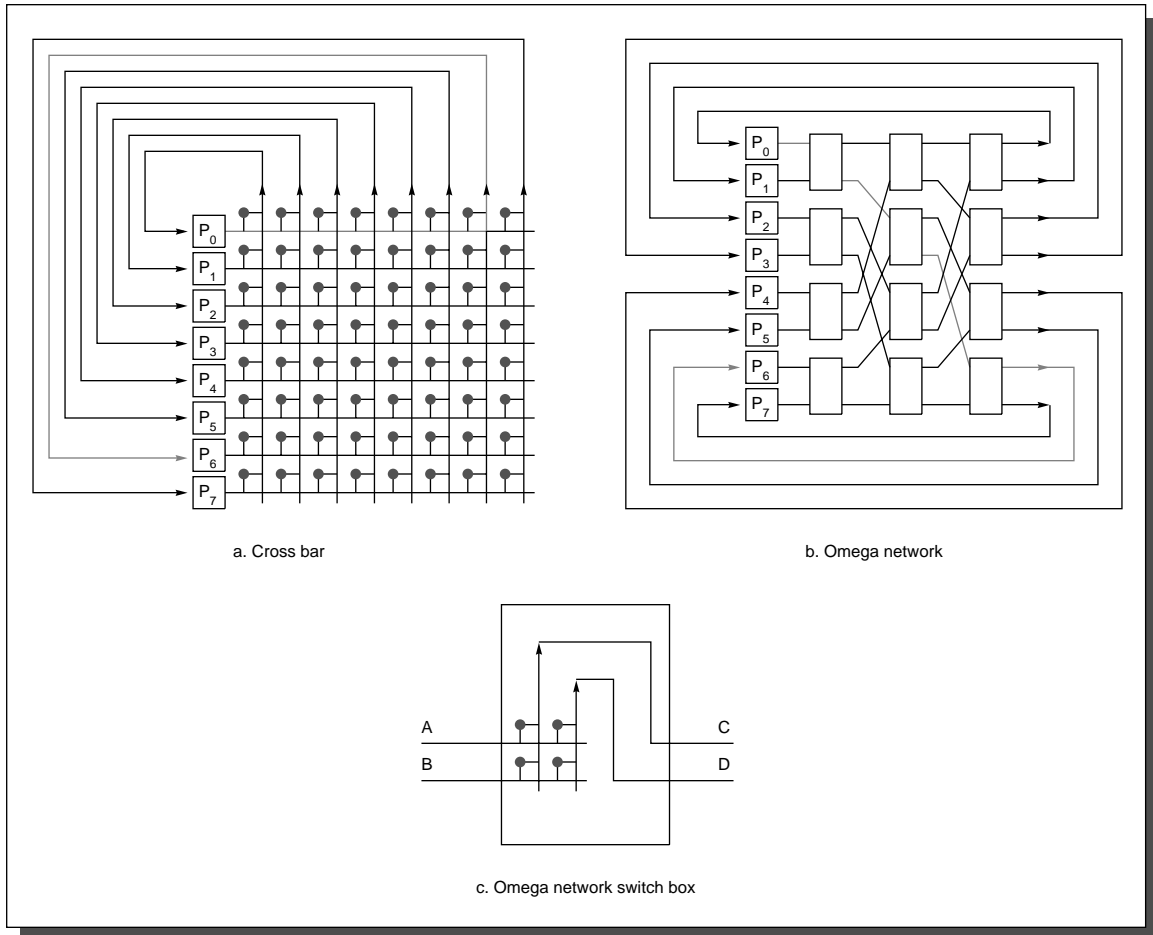 P0
P1
P2
P3
P4
P5
P6
P7
a. Cross bar
P0
P1
P2
P3
P4
P5
P6
P7
b. Omega network
A
B
C
D
c. Omega network switch box